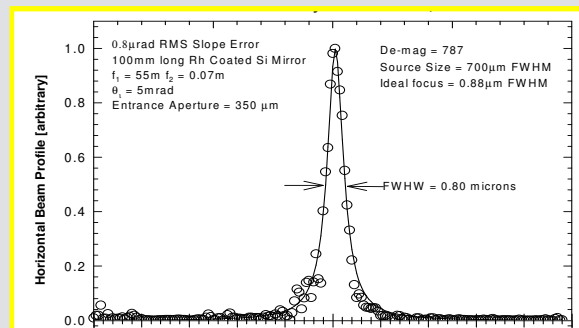 0.8μrad RMS Slope Error
100mm long Rh Coated Si Mirror
f1 = 55m f2 = 0.07m
θι = 5mrad
Entrance Aperture = 350 μm
De-mag = 787
Source Size = 700μm FWHM
Ideal focus = 0.88μm FWHM
FWHW = 0.80 microns
Horizontal Beam Profile [arbitrary]
1.0
0.8
0.6
0.4
0.2
0.0